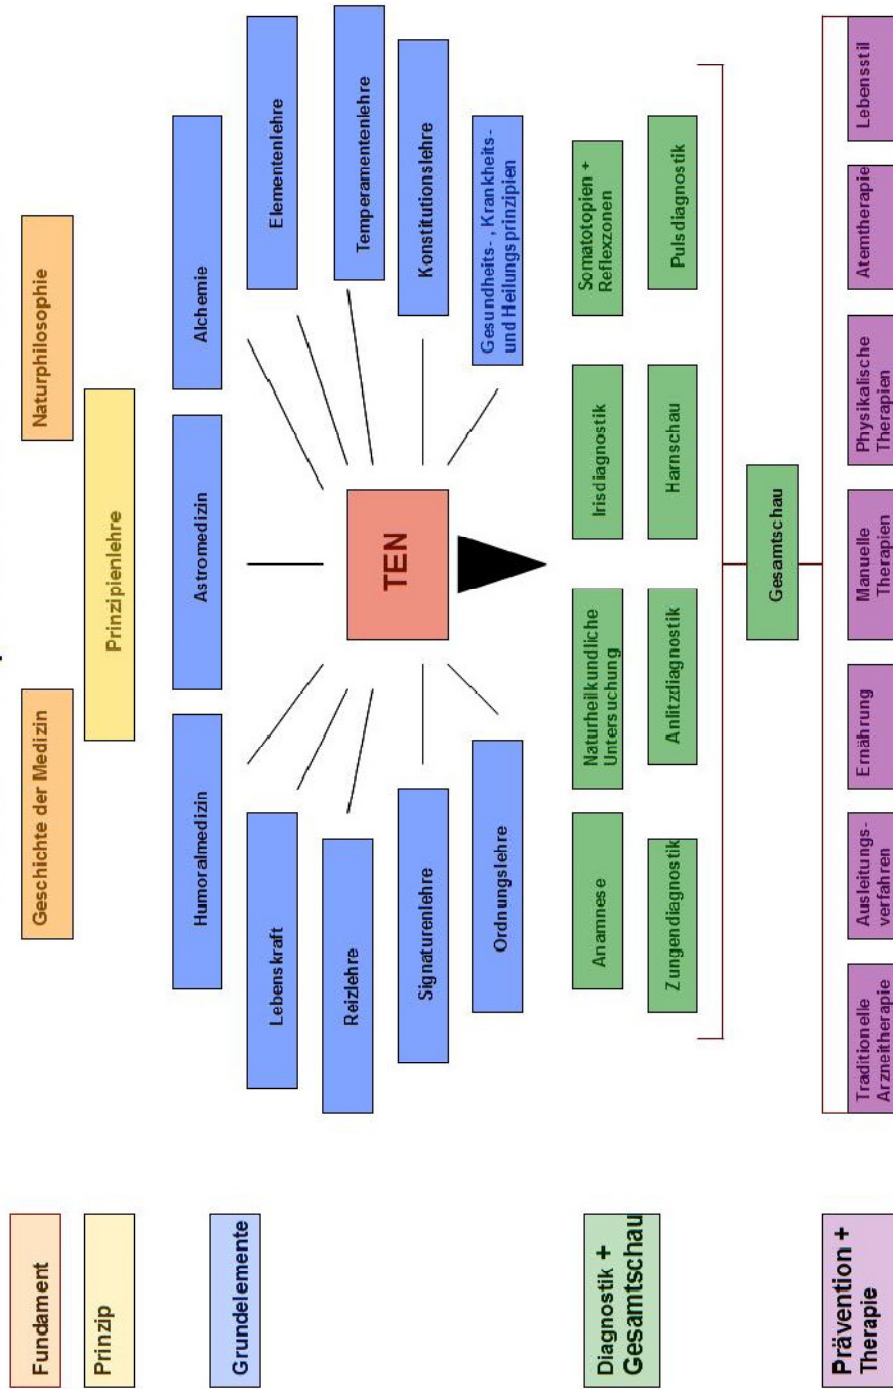 Fundament
Geschichte der Medizin
Naturphilosophie
Prinzip
Prinzipienlehre
Grundelemente
Humoralmedizin
Astromedizin
Alchemie
Lebenskraft
Elementenlehre
Reizlehre
TEN
Temperamentenlehre
Signaturenlehre
Konstitutionslehre
Ordnungslehre
Gesundheits- , Krankheits-
und Heilungsprinzipien
Diagnostik +
Gesamtschau
Anamnese
Naturheilkundliche
Untersuchung
Irisdiagnostik
Somatotopien +
Reflexzonen
Zungendiagnostik
Anlitzdiagnostik
Harnschau
Pulsdiagnostik
Gesamtschau
Prävention +
Therapie
Traditionelle
Arzneitherapie
Ausleitungs-
verfahren
Ernährung
Manuelle
Therapien
Physikalische
Therapien
Atemtherapie
Lebensstil